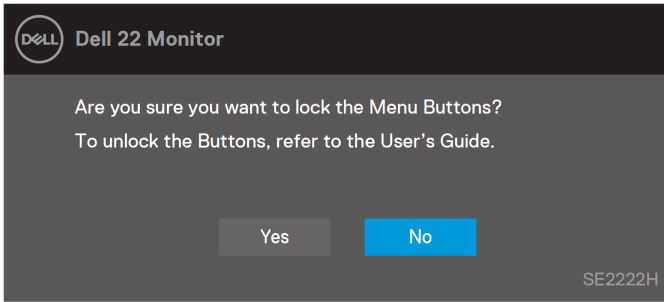 DELL
Dell 22 Monitor
Are you sure you want to lock the Menu Buttons?
To unlock the Buttons, refer to the User’s Guide.
Yes No
SE2222H